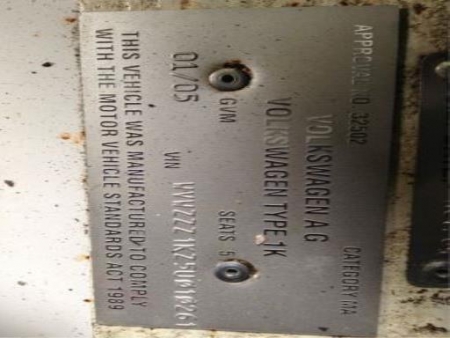 APPROVAL NO. 32502 CATEGORY MA
VOLKSWAGEN AG
VOLKSWAGEN TYPE 1K
01/05 GVM SEATS 5
VIN
THIS VEHICLE WAS MANUFACTURED TO COMPLY
WITH THE MOTOR VEHICLE STANDARDS ACT 1989